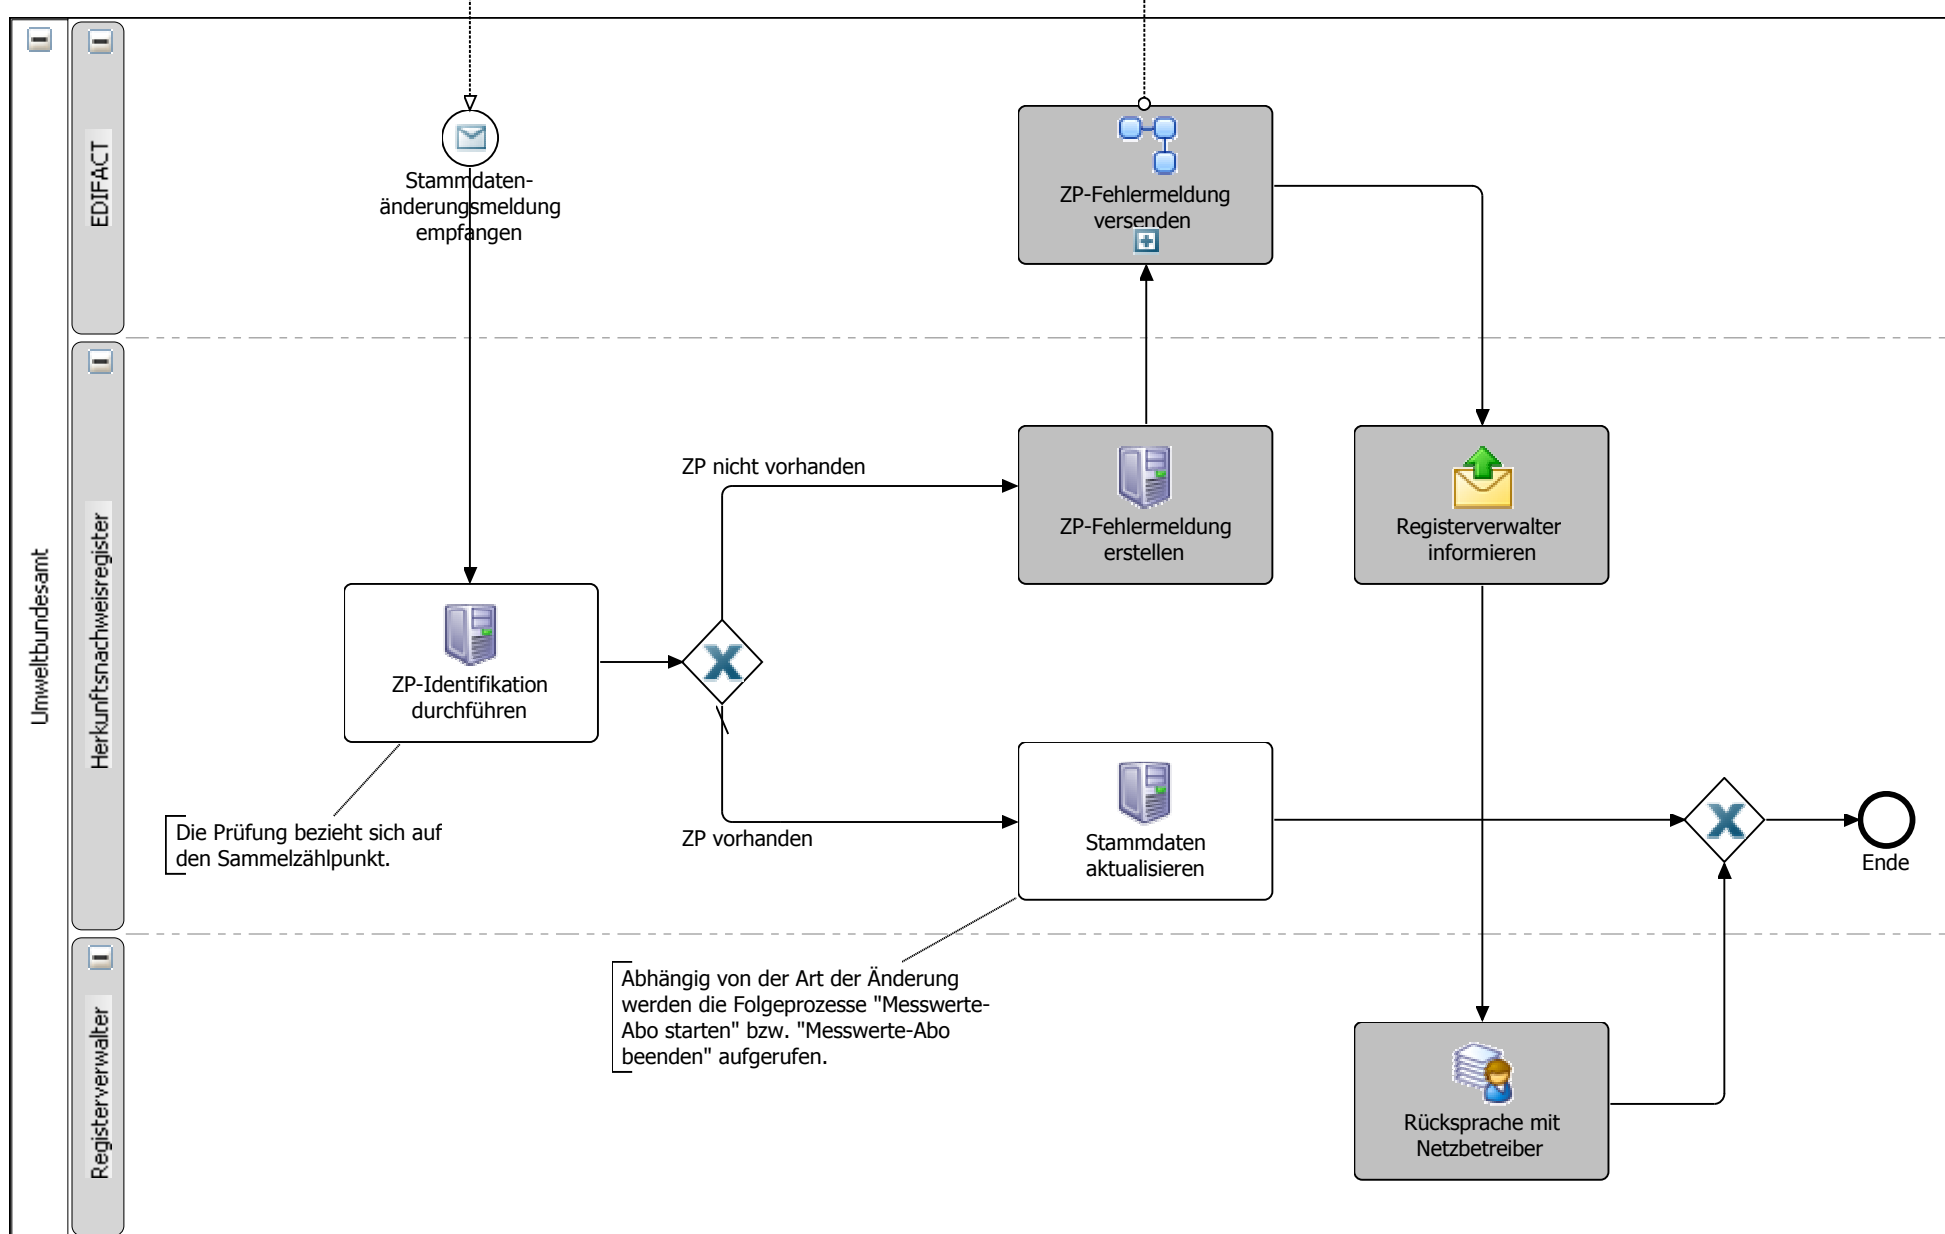 Umweltbundesamt
EDIFACT
Stammdaten-
änderungsmeldung
empfangen
ZP-Fehlermeldung
versenden
Herkunftsnachweisregister
ZP nicht vorhanden
ZP-Fehlermeldung
erstellen
Registerverwalter
informieren
ZP-Identifikation
durchführen
Die Prüfung bezieht sich auf
den Sammelzählpunkt.
ZP vorhanden
Stammdaten
aktualisieren
Ende
Registerverwalter
Abhängig von der Art der Änderung
werden die Folgeprozesse "Messwerte-
Abo starten" bzw. "Messwerte-Abo
beenden" aufgerufen.
Rücksprache mit
Netzbetreiber